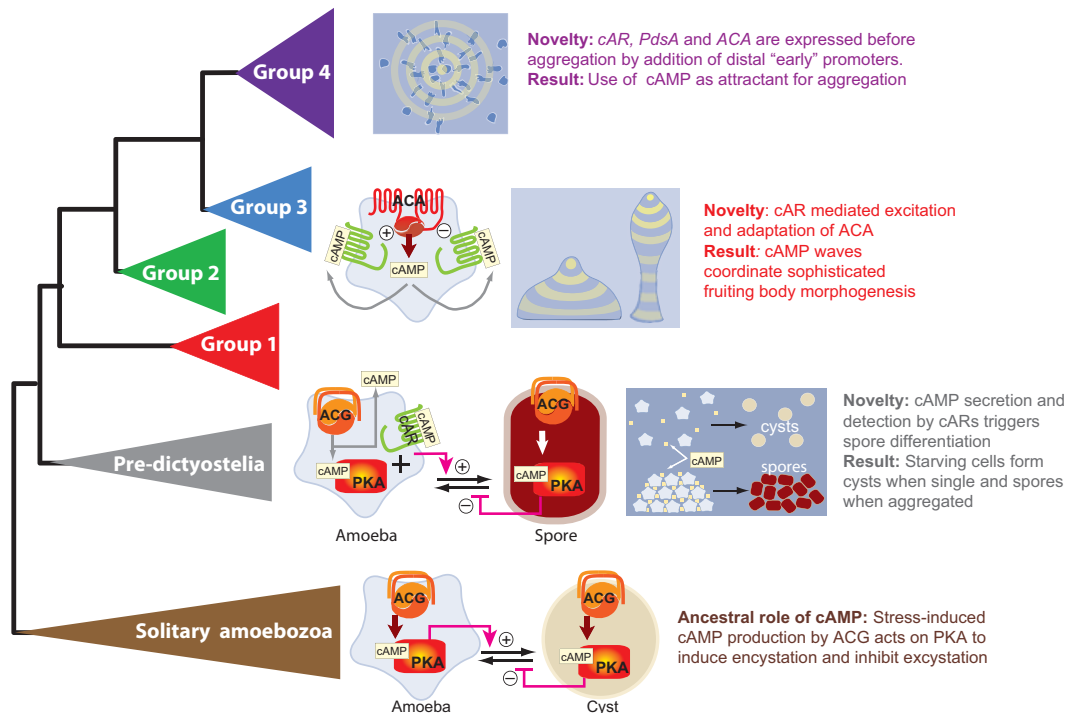 Group 4
Novelty: cAR, PdsA and ACA are expressed before
aggregation by addition of distal “early” promoters.
Result: Use of cAMP as attractant for aggregation
Group 3
Group 2
Group 1
ACA
+
−
cAMP
cAMP
cAMP
Novelty: cAR mediated excitation
and adaptation of ACA
Result: cAMP waves
coordinate sophisticated
fruiting body morphogenesis
Pre-dictyostelia
ACG
cAMP
cAMP
cAR
cAMP
PKA
+
+
−
Amoeba
ACG
cAMP
PKA
Spore
cysts
cAMP
spores
Novelty: cAMP secretion and
detection by cARs triggers
spore differentiation
Result: Starving cells form
cysts when single and spores
when aggregated
Solitary amoebozoa
ACG
cAMP
PKA
+
−
Amoeba
ACG
cAMP
PKA
Cyst
Ancestral role of cAMP: Stress-induced
cAMP production by ACG acts on PKA to
induce encystation and inhibit excystation